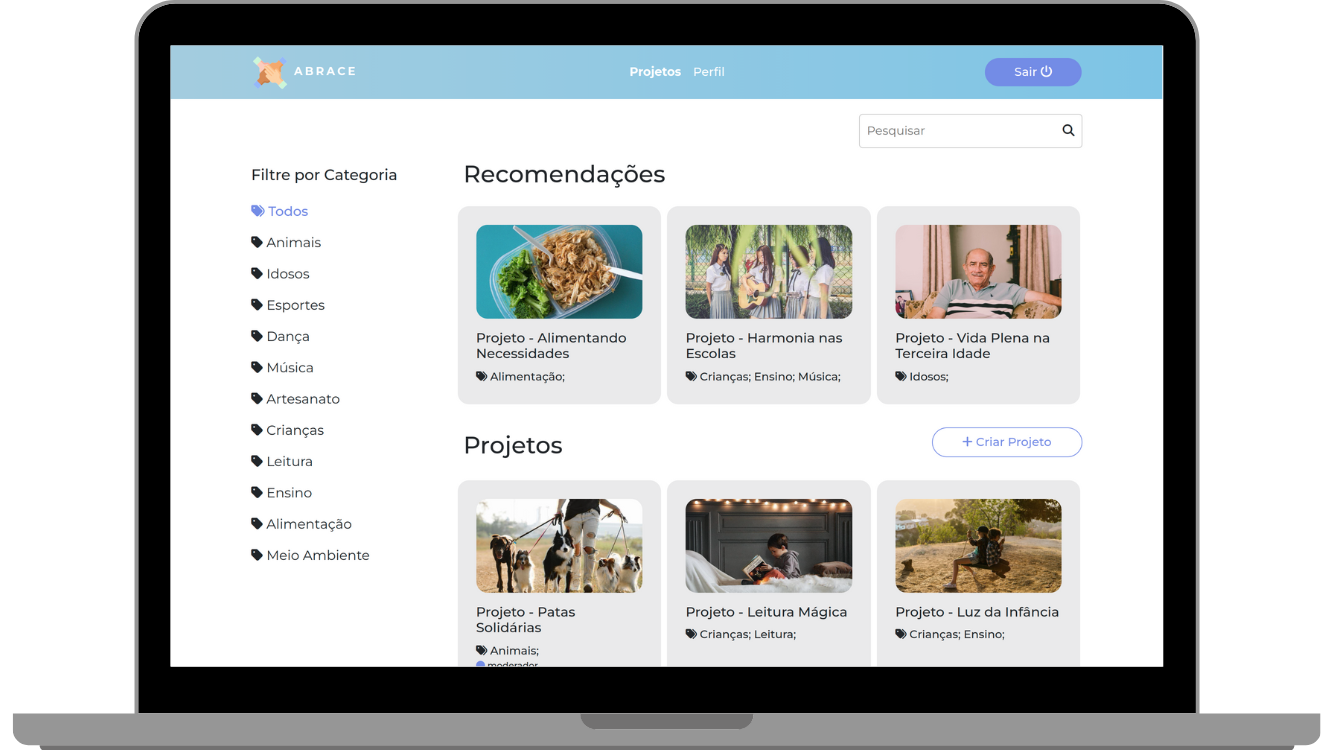 ABRACE
Projetos Perfil
Sair
Pesquisar
Filtre por Categoria
Todos
Animais
Idosos
Esportes
Dança
Música
Artesanato
Crianças
Leitura
Ensino
Alimentação
Meio Ambiente
Recomendações
Projeto - Alimentando
Necessidades
Alimentação;
Projeto - Harmonia nas
Escolas
Crianças; Ensino; Música;
Projeto - Vida Plena na
Terceira Idade
Idosos;
Projetos
+ Criar Projeto
Projeto - Patas
Solidárias
Animais;
moderador
Projeto - Leitura Mágica
Crianças; Leitura;
Projeto - Luz da Infância
Crianças; Ensino;